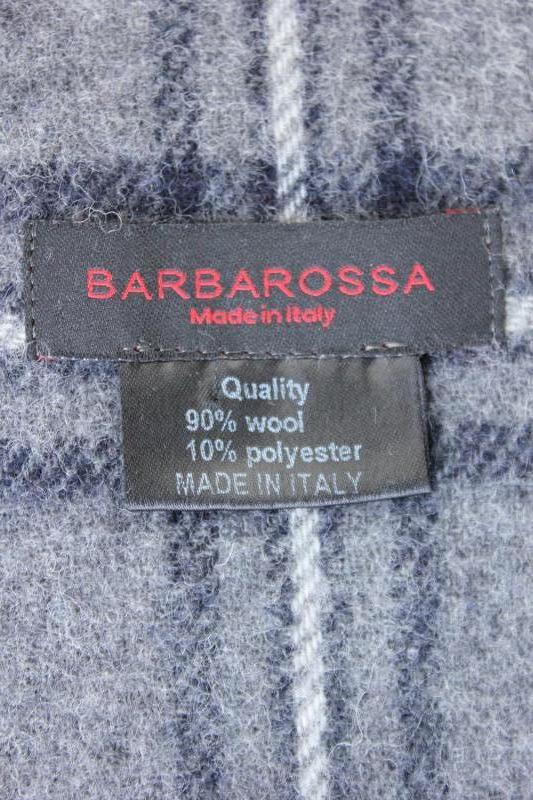 BARBAROSSA
Made in Italy
Quality
90% wool
10% polyester
MADE IN ITALY